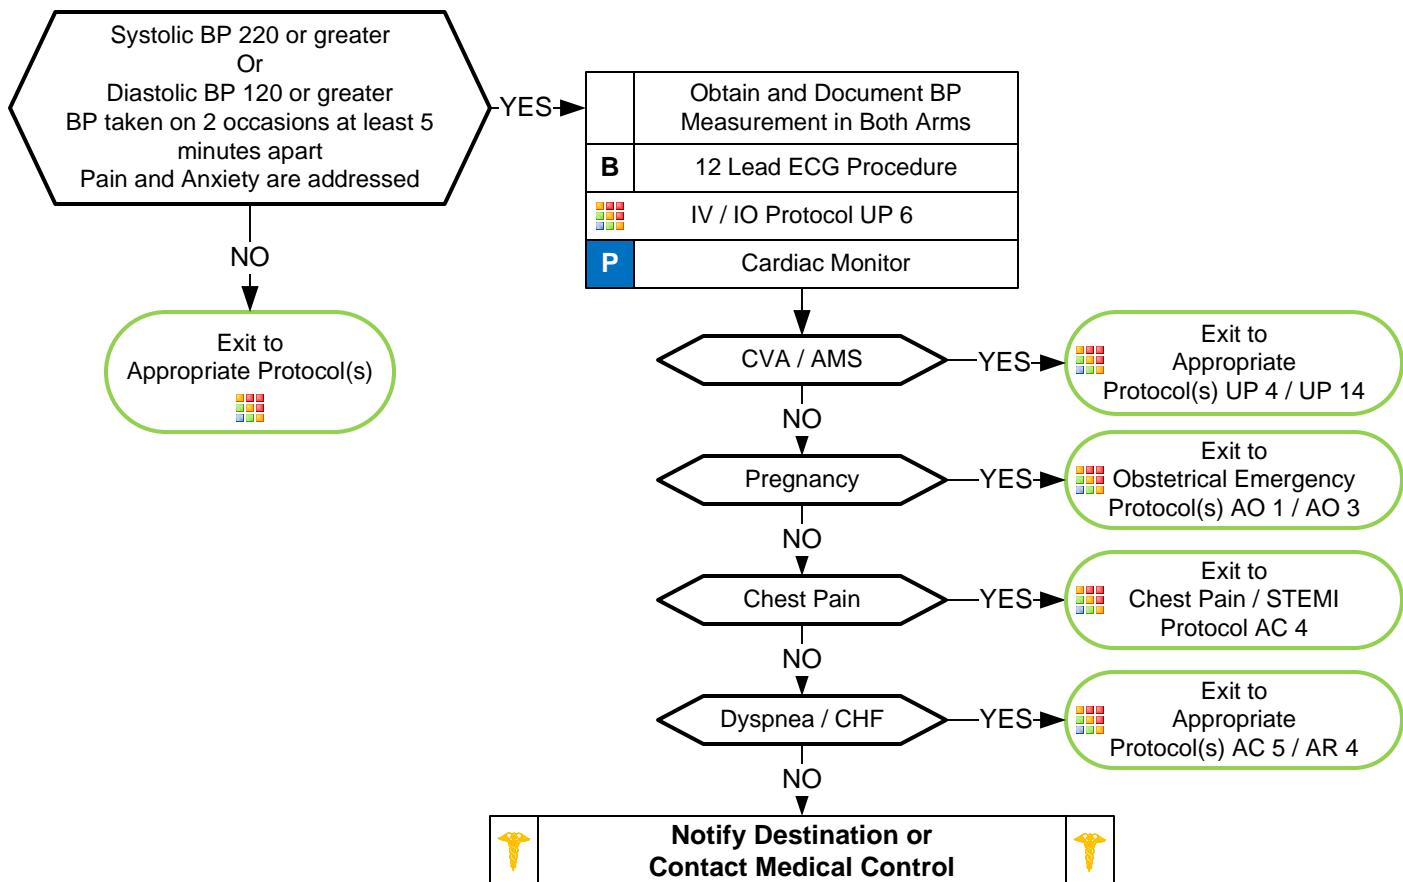 Systolic BP 220 or greater
Or
Diastolic BP 120 or greater
BP taken on 2 occasions at least 5
minutes apart
Pain and Anxiety are addressed
YES
NO
Exit to
Appropriate Protocol(s)
Obtain and Document BP
Measurement in Both Arms
B 12 Lead ECG Procedure
IV / IO Protocol UP 6
P Cardiac Monitor
CVA / AMS
YES
Exit to
Appropriate
Protocol(s) UP 4 / UP 14
NO
Pregnancy
YES
Exit to
Obstetrical Emergency
Protocol(s) AO 1 / AO 3
NO
Chest Pain
YES
Exit to
Chest Pain / STEMI
Protocol AC 4
NO
Dyspnea / CHF
YES
Exit to
Appropriate
Protocol(s) AC 5 / AR 4
NO
Notify Destination or
Contact Medical Control